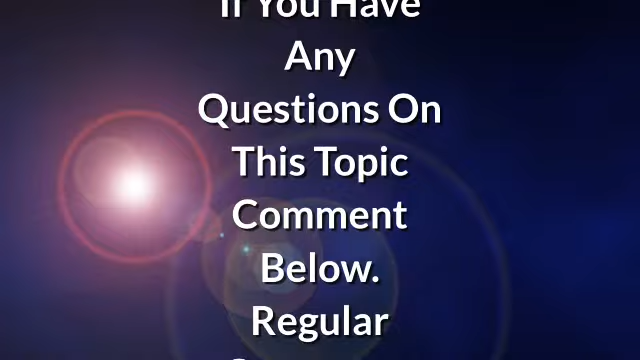 If You Have
Any
Questions On
This Topic
Comment
Below.
Regular